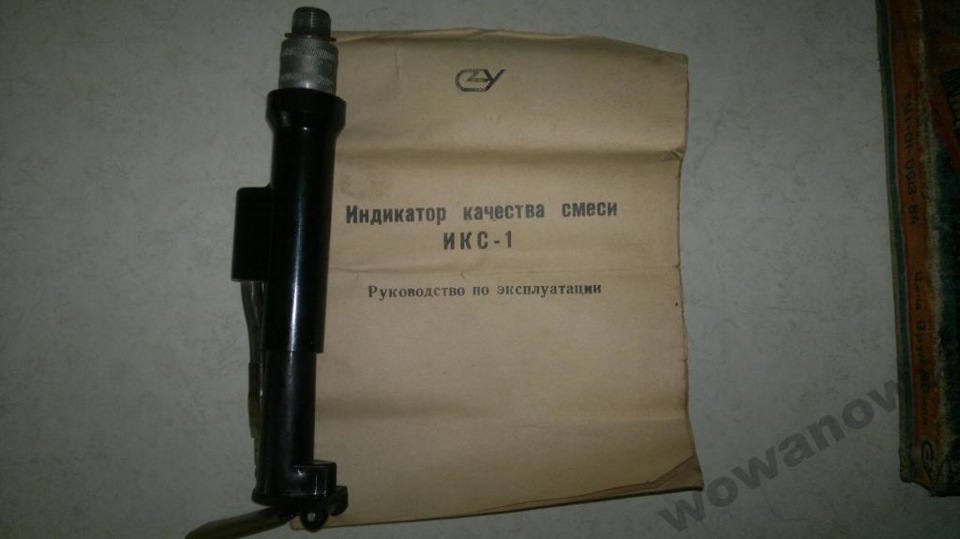 Индикатор качества смеси
ИКС-1
Руководство по эксплуатации
wowanow